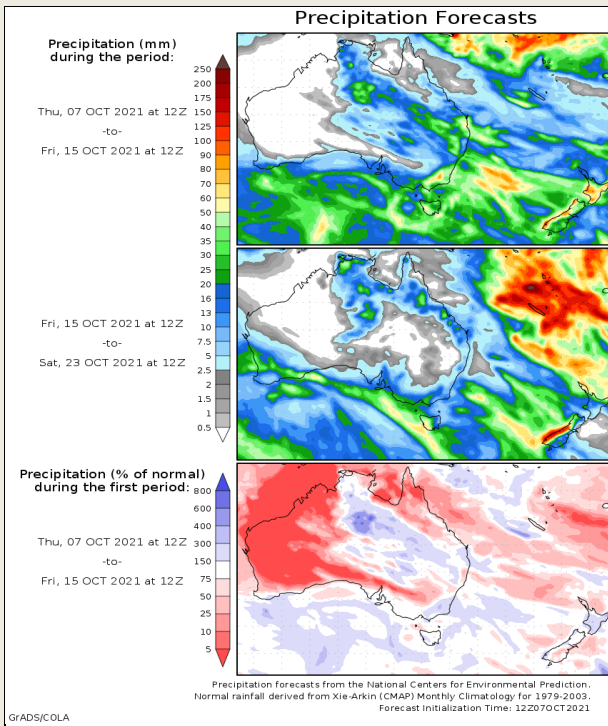 Precipitation Forecasts
Precipitation (mm)
during the period:
Thu, 07 OCT 2021 at 12Z
-to-
Fri, 15 OCT 2021 at 12Z
250
200
175
150
125
100
90
80
70
60
50
40
35
30
25
20
16
13
10
7.5
5
2.5
2
1.5
1
0.5
Fri, 15 OCT 2021 at 12Z
-to-
Sat, 23 OCT 2021 at 12Z
Precipitation (% of normal)
during the first period:
Thu, 07 OCT 2021 at 12Z
-to-
Fri, 15 OCT 2021 at 12Z
800
600
400
300
150
75
50
25
10
5
Precipitation forecasts from the National Centers for Environmental Prediction.
Normal rainfall derived from Xie-Arkin (CMAP) Monthly Climatology for 1979-2003.
Forecast Initialization Time: 12Z07OCT2021
GrADS/COLA